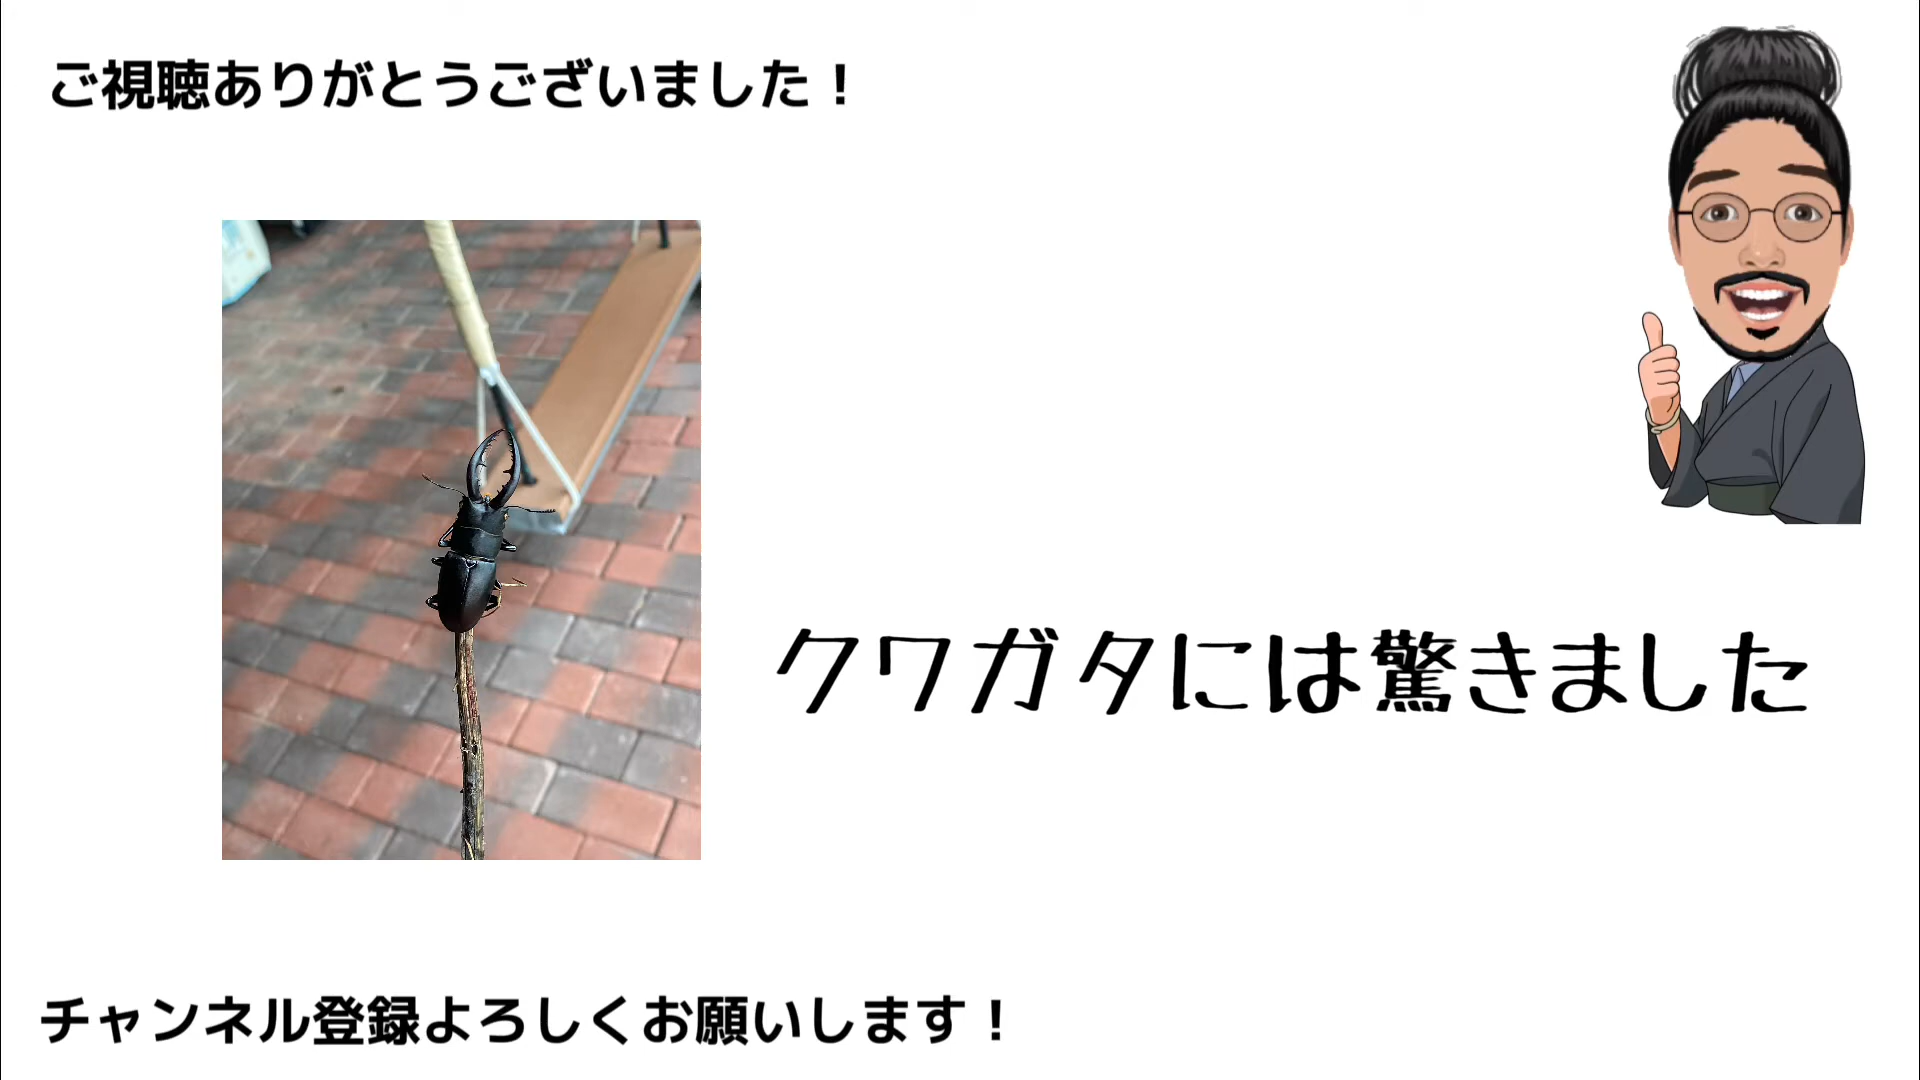 ご視聴ありがとうございました！
クワガタには驚きました
チャンネル登録よろしくお願いします！